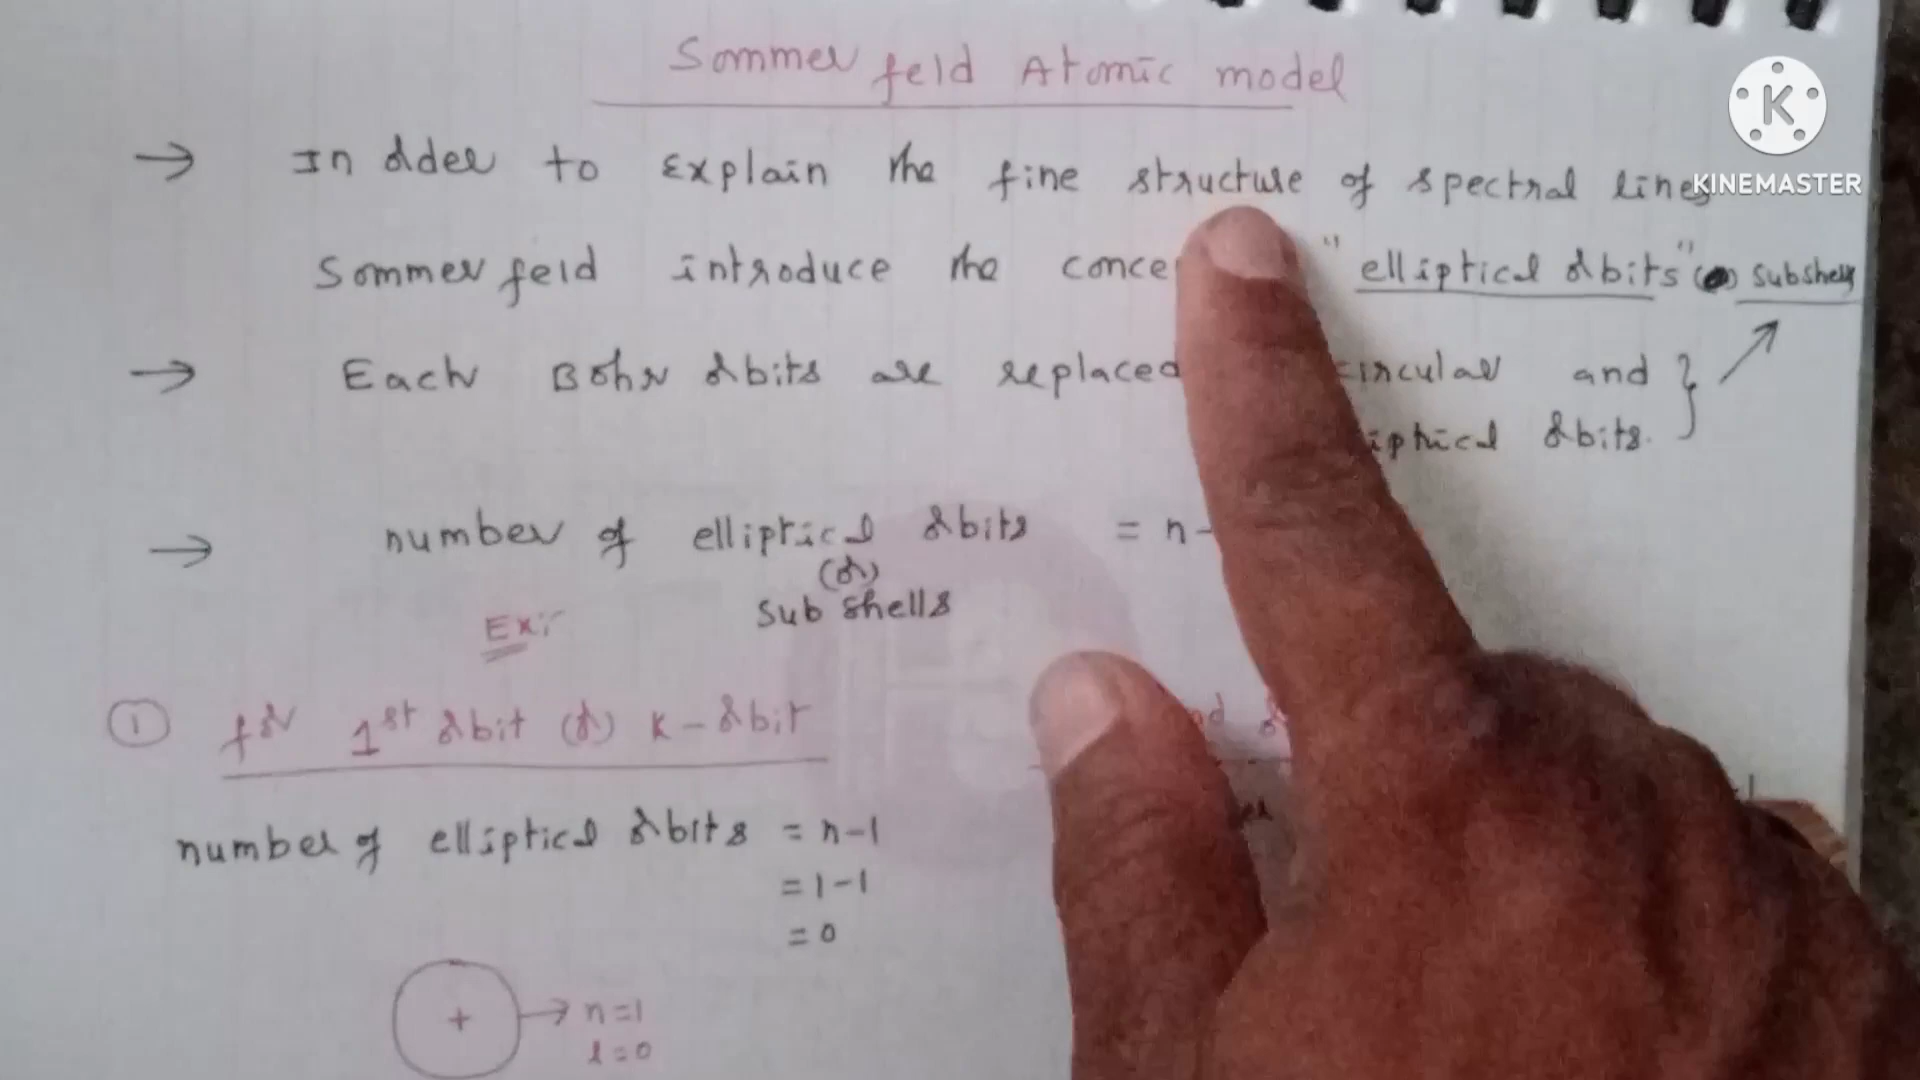 Sommerfeld Atomic model
K
KINEMASTER
→ In order to explain the fine structure of spectral lines
Sommerfeld introduce the conce "elliptical orbits" (or) subshells
→ Each Bohr orbits are replaced circular and
iptical orbits.
→ number of elliptical orbits = n-
(or)
Sub shells
Ex:
① for 1st orbit (or) K-orbit
number of elliptical orbits = n-1
= 1-1
= 0
+ → n=1
l=0